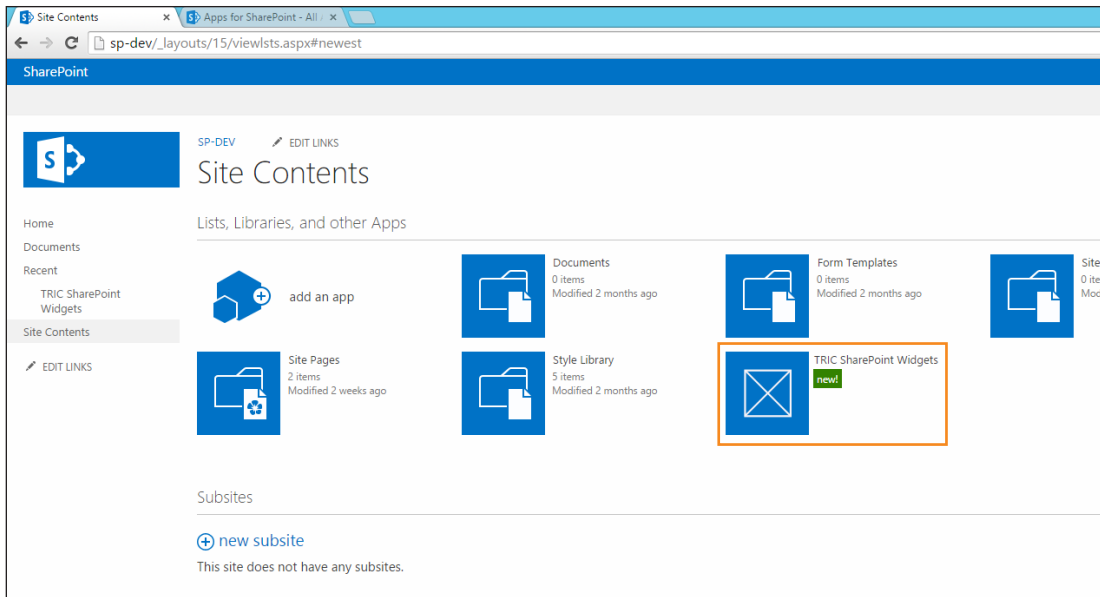 Site Contents
Apps for SharePoint - All
sp-dev/_layouts/15/viewlsts.aspx#newest
SharePoint
S
SP-DEV
EDIT LINKS
Site Contents
Home
Documents
Recent
TRIC SharePoint
Widgets
Site Contents
EDIT LINKS
Lists, Libraries, and other Apps
add an app
Documents
0 items
Modified 2 months ago
Form Templates
0 items
Modified 2 months ago
Site
Site Pages
2 items
Modified 2 weeks ago
Style Library
5 items
Modified 2 months ago
TRIC SharePoint Widgets
new!
Subsites
new subsite
This site does not have any subsites.